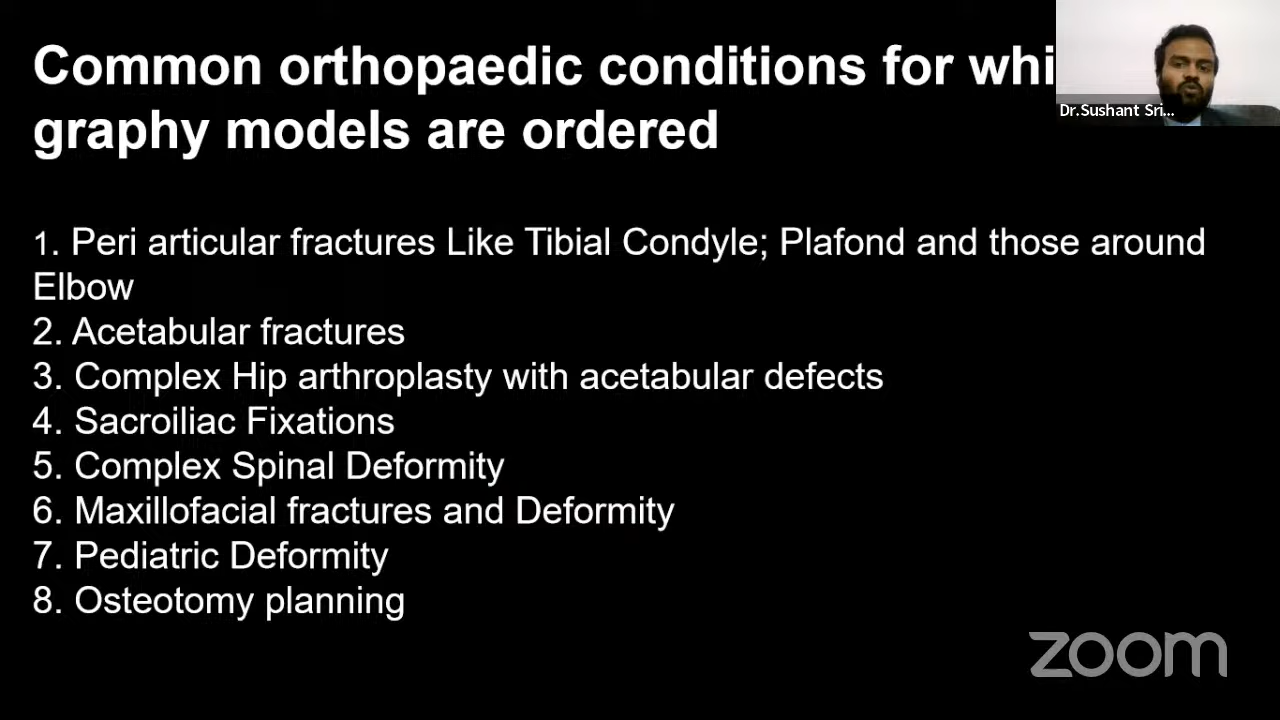 Common orthopaedic conditions for whi
graphy models are ordered
Dr.Sushant Sri...
1. Peri articular fractures Like Tibial Condyle; Plafond and those around
Elbow
2. Acetabular fractures
3. Complex Hip arthroplasty with acetabular defects
4. Sacroiliac Fixations
5. Complex Spinal Deformity
6. Maxillofacial fractures and Deformity
7. Pediatric Deformity
8. Osteotomy planning
zoom